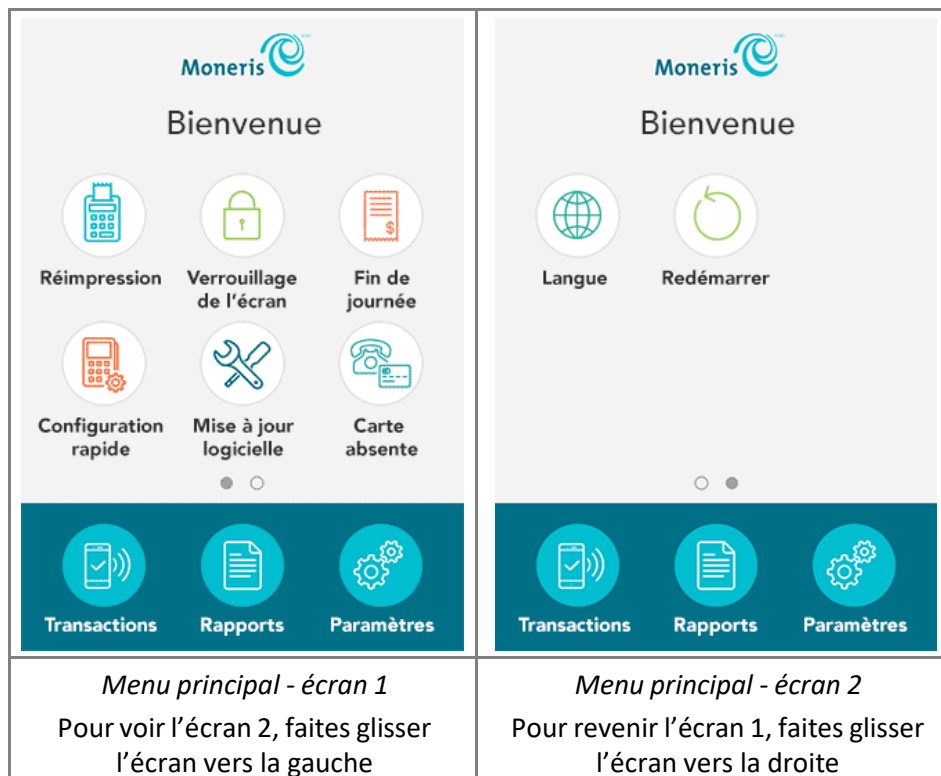 Moneris
Bienvenue
Réimpression
Verrouillage
de l'écran
Fin de
journée
$
Configuration
rapide
Mise à jour
logicielle
Carte
absente
Transactions
Rapports
Paramètres
Menu principal - écran 1
Pour voir l'écran 2, faites glisser
l'écran vers la gauche
Moneris
Bienvenue
Langue
Redémarrer
Transactions
Rapports
Paramètres
Menu principal - écran 2
Pour revenir l'écran 1, faites glisser
l'écran vers la droite